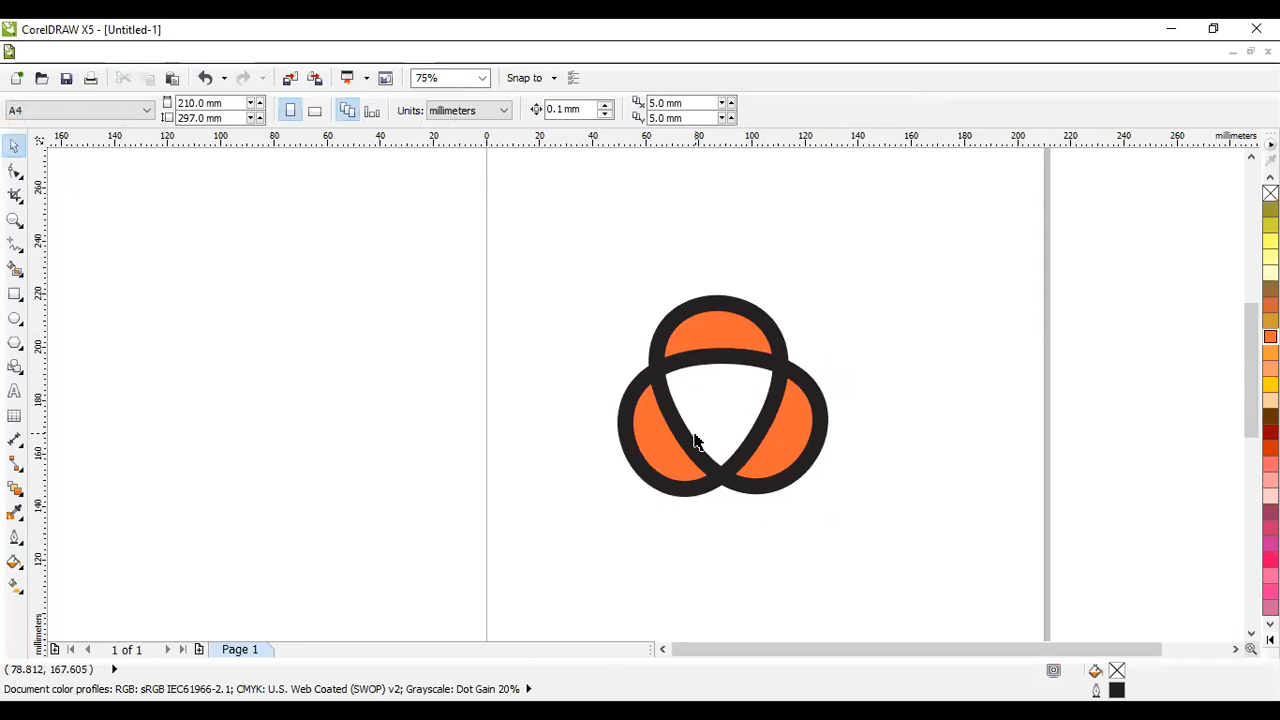 CorelDRAW X5 - [Untitled-1]
75% Snap to
A4 210.0 mm 297.0 mm Units: millimeters 0.1 mm 5.0 mm 5.0 mm
160 140 120 100 80 60 40 20 0 20 40 60 80 100 120 140 160 180 200 220 240 260 millimeters
260
240
220
200
180
160
140
120
millimeters
1 of 1 Page 1
( 78.812, 167.605 )
Document color profiles: RGB: sRGB IEC61966-2.1; CMYK: U.S. Web Coated (SWOP) v2; Grayscale: Dot Gain 20%